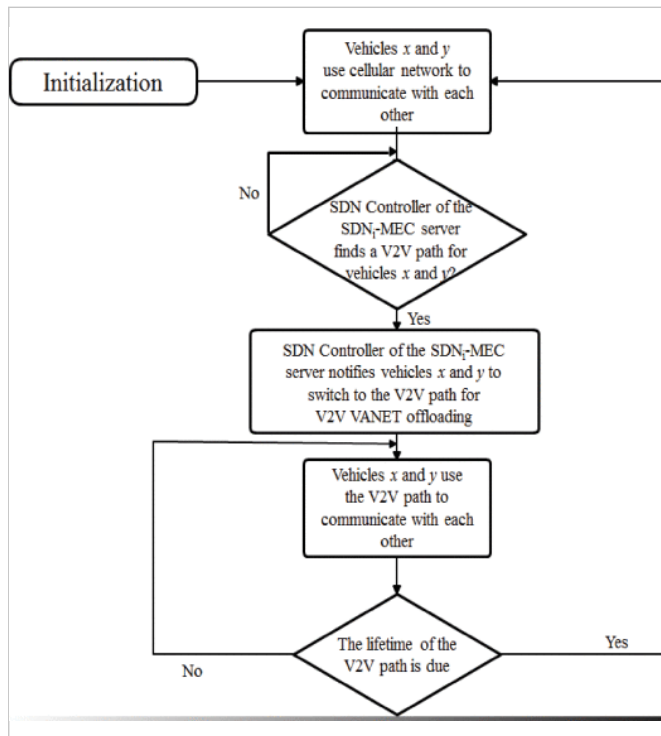 Initialization
Vehicles x and y
use cellular network to
communicate with each
other
No
SDN Controller of the
SDNi-MEC server
finds a V2V path for
vehicles x and y?
Yes
SDN Controller of the SDNi-MEC
server notifies vehicles x and y to
switch to the V2V path for
V2V VANET offloading
Vehicles x and y use
the V2V path to
communicate with each
other
The lifetime of the
V2V path is due
No
Yes